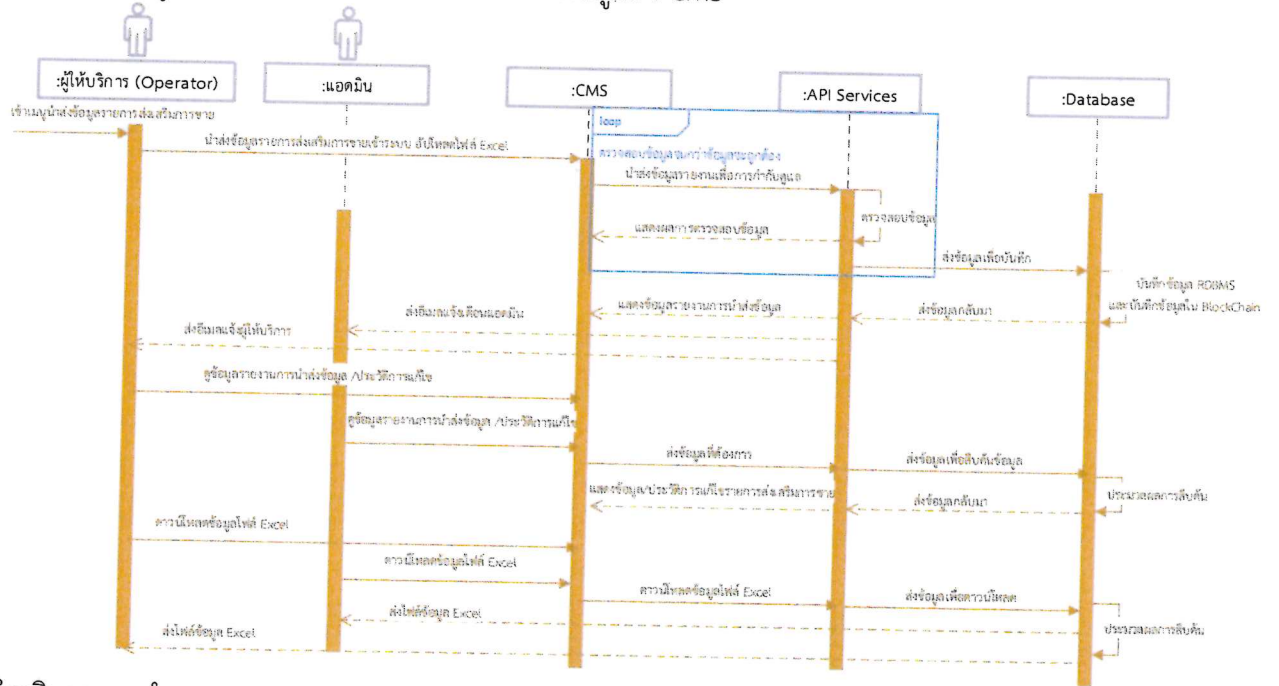 CMS
:ผู้ให้บริการ (Operator)
:แอดมิน
:CMS
:API Services
:Database
เข้าเมนูนำส่งข้อมูลรายการส่งเสริมการขาย
loop
นำส่งข้อมูลรายการส่งเสริมการขายเข้าระบบ อัปโหลดไฟล์ Excel
ตรวจสอบข้อมูลจนกว่าข้อมูลจะถูกต้อง
นำส่งข้อมูลรายงานเพื่อการกำกับดูแล
ตรวจสอบข้อมูล
แสดงผลการตรวจสอบข้อมูล
ส่งข้อมูลเพื่อบันทึก
บันทึกข้อมูล RDBMS
และบันทึกข้อมูลใน BlockChain
แสดงข้อมูลรายงานการนำส่งข้อมูล
ส่งข้อมูลกลับมา
ส่งอีเมลแจ้งเตือนแอดมิน
ส่งอีเมลแจ้งผู้ให้บริการ
ดูข้อมูลรายงานการนำส่งข้อมูล /ประวัติการแก้ไข
ดูข้อมูลรายงานการนำส่งข้อมูล /ประวัติการแก้ไข
ส่งข้อมูลที่ต้องการ
ส่งข้อมูลเพื่อสืบค้นข้อมูล
แสดงข้อมูล/ประวัติการแก้ไขรายการส่งเสริมการขาย
ส่งข้อมูลกลับมา
ประมวลผลการสืบค้น
ดาวน์โหลดข้อมูลไฟล์ Excel
ดาวน์โหลดข้อมูลไฟล์ Excel
ดาวน์โหลดข้อมูลไฟล์ Excel
ส่งข้อมูลเพื่อดาวน์โหลด
ส่งไฟล์ข้อมูล Excel
ประมวลผลการสืบค้น
ส่งไฟล์ข้อมูล Excel